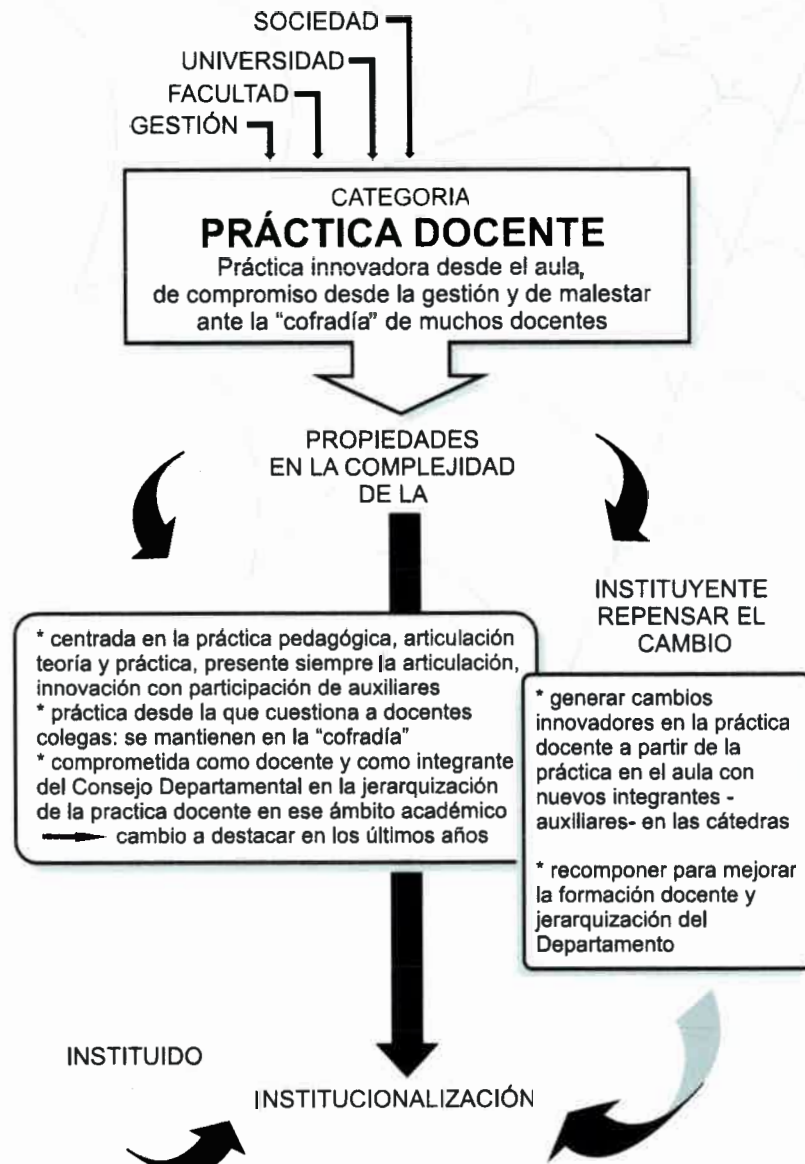 SOCIEDAD
UNIVERSIDAD
FACULTAD
GESTIÓN
CATEGORIA
PRÁCTICA DOCENTE
Práctica innovadora desde el aula,
de compromiso desde la gestión y de malestar
ante la “cofradía” de muchos docentes
PROPIEDADES
EN LA COMPLEJIDAD
DE LA
* centrada en la práctica pedagógica, articulación
teoría y práctica, presente siempre la articulación,
innovación con participación de auxiliares
* práctica desde la que cuestiona a docentes
colegas: se mantienen en la “cofradía”
* comprometida como docente y como integrante
del Consejo Departamental en la jerarquización
de la practica docente en ese ámbito académico
cambio a destacar en los últimos años
INSTITUYENTE
REPENSAR EL
CAMBIO
* generar cambios
innovadores en la práctica
docente a partir de la
práctica en el aula con
nuevos integrantes -
auxiliares- en las cátedras
* recomponer para mejorar
la formación docente y
jerarquización del
Departamento
INSTITUIDO
INSTITUCIONALIZACIÓN